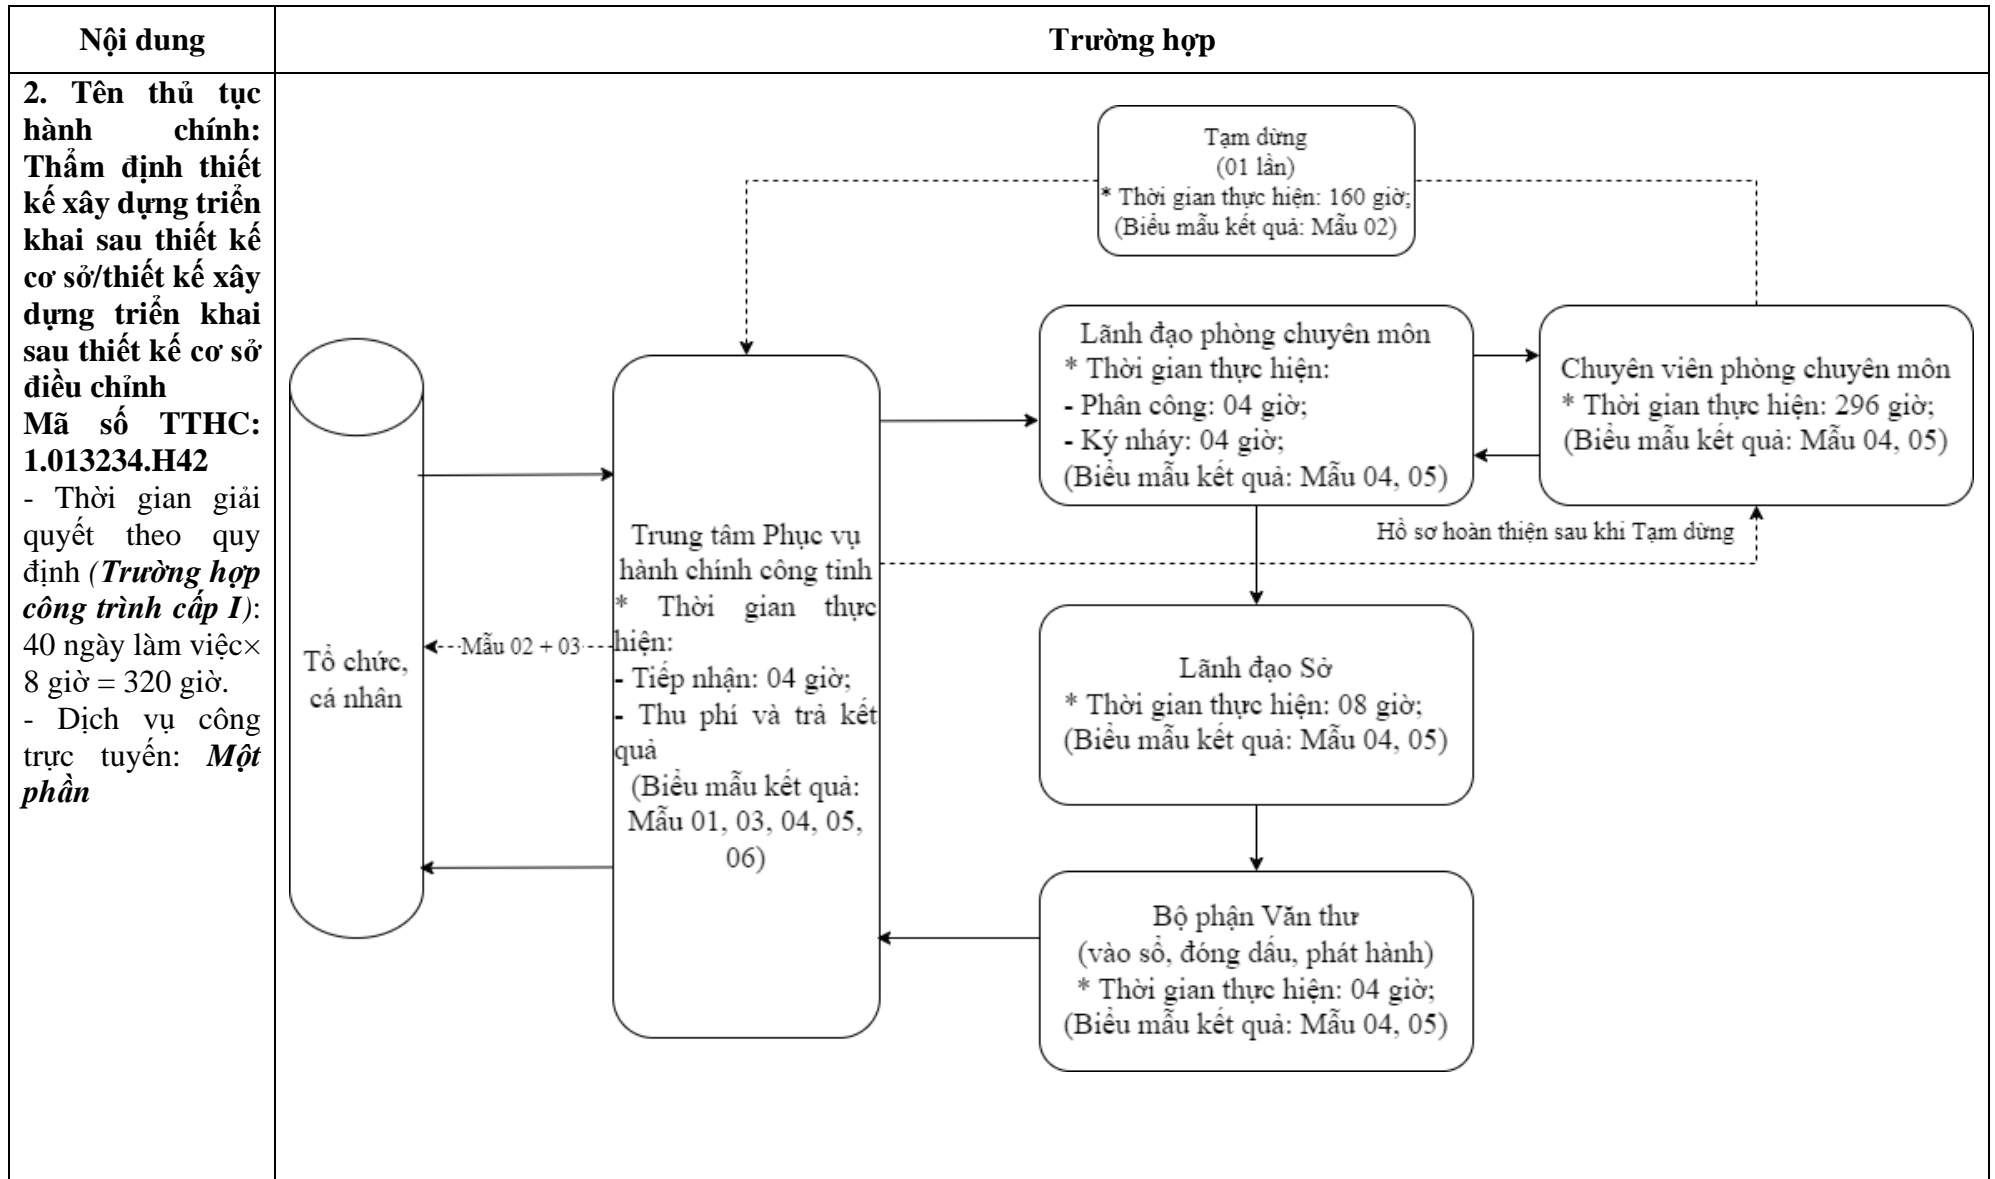 Nội dung
Trường hợp
2. Tên thủ tục
hành chính:
Thẩm định thiết
kế xây dựng triển
khai sau thiết kế
cơ sở/thiết kế xây
dựng triển khai
sau thiết kế cơ sở
điều chỉnh
Mã số TTHC:
1.013234.H42
- Thời gian giải
quyết theo quy
định (Trường hợp
công trình cấp I):
40 ngày làm việc×
8 giờ = 320 giờ.
- Dịch vụ công
trực tuyến: Một
phần
Tổ chức,
cá nhân
Mẫu 02 + 03
Trung tâm Phục vụ
hành chính công tỉnh
* Thời gian thực
hiện:
- Tiếp nhận: 04 giờ;
- Thu phí và trả kết
quả
(Biểu mẫu kết quả:
Mẫu 01, 03, 04, 05,
06)
Tạm dừng
(01 lần)
* Thời gian thực hiện: 160 giờ;
(Biểu mẫu kết quả: Mẫu 02)
Lãnh đạo phòng chuyên môn
* Thời gian thực hiện:
- Phân công: 04 giờ;
- Ký nháy: 04 giờ;
(Biểu mẫu kết quả: Mẫu 04, 05)
Chuyên viên phòng chuyên môn
* Thời gian thực hiện: 296 giờ;
(Biểu mẫu kết quả: Mẫu 04, 05)
Hồ sơ hoàn thiện sau khi Tạm dừng
Lãnh đạo Sở
* Thời gian thực hiện: 08 giờ;
(Biểu mẫu kết quả: Mẫu 04, 05)
Bộ phận Văn thư
(vào sổ, đóng dấu, phát hành)
* Thời gian thực hiện: 04 giờ;
(Biểu mẫu kết quả: Mẫu 04, 05)